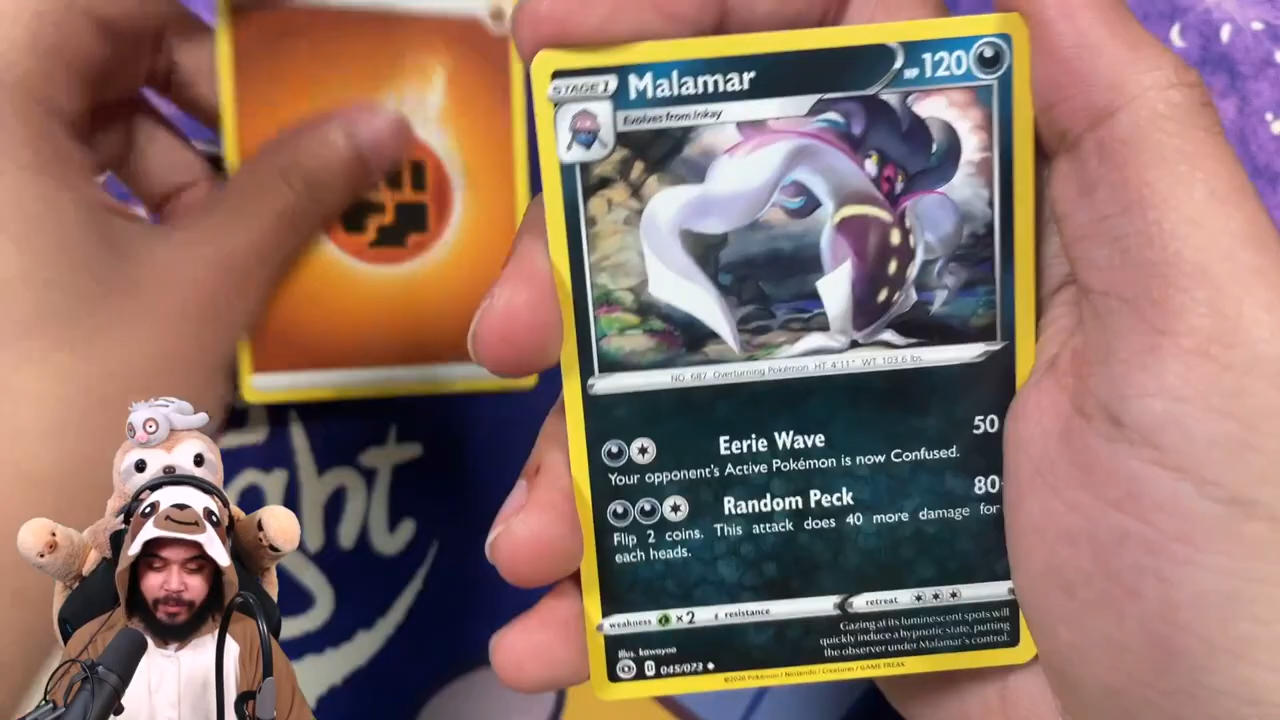 STAGE 1
Malamar
HP 120
Evolves from Inkay
NO. 687 Overturning Pokémon HT 4'11" WT 103.6 lbs.
Eerie Wave 50
Your opponent's Active Pokémon is now Confused.
Random Peck 80
Flip 2 coins. This attack does 40 more damage for
each heads.
weakness ×2 resistance retreat
Gazing at its luminescent spots will
quickly induce a hypnotic state, putting
the observer under Malamar's control.
Illus. kawayoo
045/073
©2020 Pokémon / Nintendo / Creatures / GAME FREAK
ght